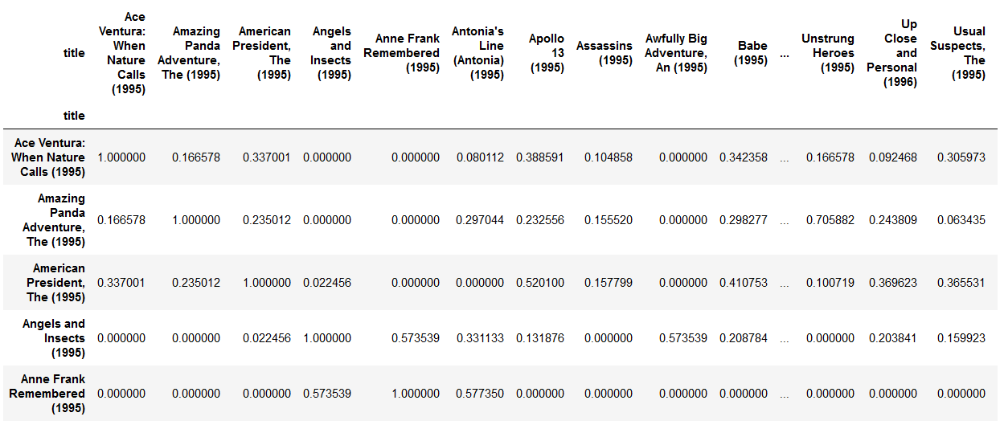 title Ace Ventura: When Nature Calls (1995) Amazing Panda Adventure, The (1995) American President, The (1995) Angels and Insects (1995) Anne Frank Remembered (1995) Antonia's Line (Antonia) (1995) Apollo 13 (1995) Assassins (1995) Awfully Big Adventure, An (1995) Babe (1995) ... Unstrung Heroes (1995) Up Close and Personal (1996) Usual Suspects, The (1995)
title
Ace Ventura: When Nature Calls (1995) 1.000000 0.166578 0.337001 0.000000 0.000000 0.080112 0.388591 0.104858 0.000000 0.342358 ... 0.166578 0.092468 0.305973
Amazing Panda Adventure, The (1995) 0.166578 1.000000 0.235012 0.000000 0.000000 0.297044 0.232556 0.155520 0.000000 0.298277 ... 0.705882 0.243809 0.063435
American President, The (1995) 0.337001 0.235012 1.000000 0.022456 0.000000 0.000000 0.520100 0.157799 0.000000 0.410753 ... 0.100719 0.369623 0.365531
Angels and Insects (1995) 0.000000 0.000000 0.022456 1.000000 0.573539 0.331133 0.131876 0.000000 0.573539 0.208784 ... 0.000000 0.203841 0.159923
Anne Frank Remembered (1995) 0.000000 0.000000 0.000000 0.573539 1.000000 0.577350 0.000000 0.000000 0.000000 0.000000 ... 0.000000 0.000000 0.000000